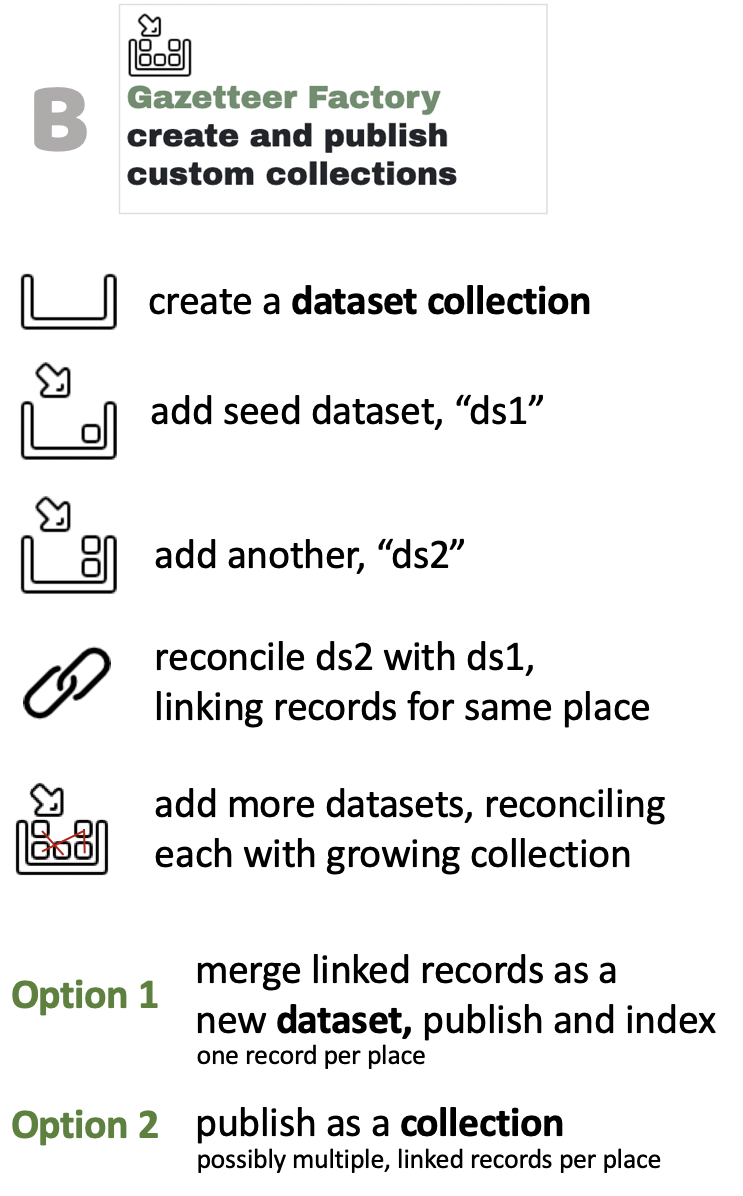 B
Gazetteer Factory
create and publish
custom collections
create a dataset collection
add seed dataset, “ds1”
add another, “ds2”
reconcile ds2 with ds1,
linking records for same place
add more datasets, reconciling
each with growing collection
Option 1
merge linked records as a
new dataset, publish and index
one record per place
Option 2
publish as a collection
possibly multiple, linked records per place